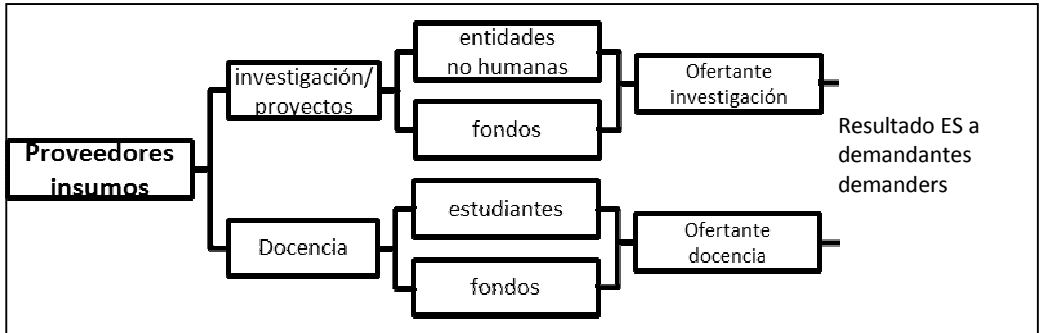 Proveedores
insumos
investigación/
proyectos
entidades
no humanas
fondos
Ofertante
investigación
Docencia
estudiantes
fondos
Ofertante
docencia
Resultado ES a
demandantes
demanders